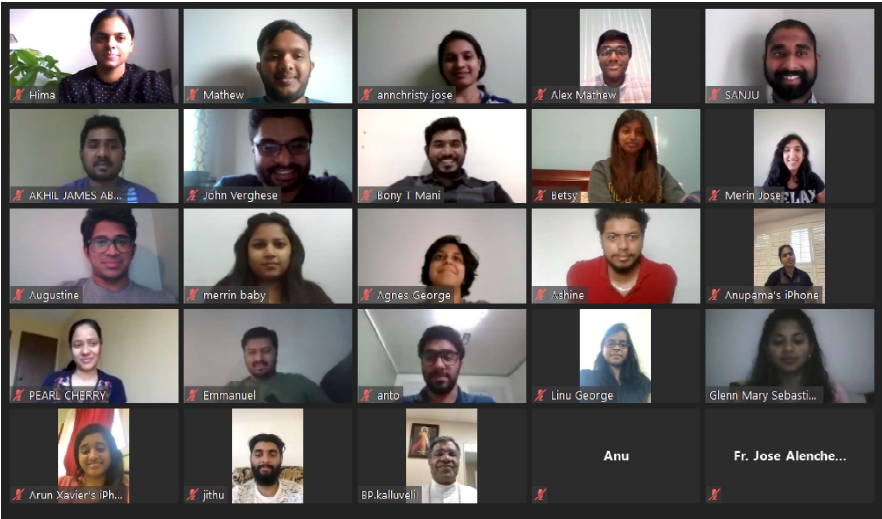 Hima
Mathew
annchristy jose
Alex Mathew
SANJU
AKHIL JAMES AB...
John Verghese
Bony T Mani
Betsy
Merin Jose
RELAX
Augustine
merrin baby
Agnes George
Ashine
Anupama's iPhone
PEARL CHERRY
Emmanuel
anto
Linu George
Glenn Mary Sebasti...
Arun Xavier's iPh...
jithu
BP.kalluveli
Anu
Fr. Jose Alenche...